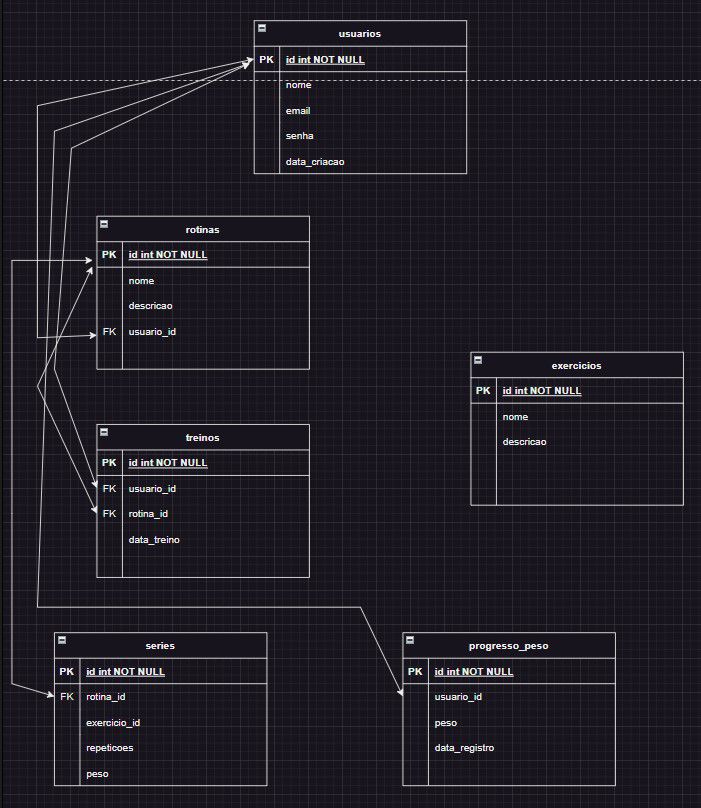 usuarios
PK id int NOT NULL
nome
email
senha
data_criacao
rotinas
PK id int NOT NULL
nome
descricao
FK usuario_id
exercicios
PK id int NOT NULL
nome
descricao
treinos
PK id int NOT NULL
FK usuario_id
FK rotina_id
data_treino
series
PK id int NOT NULL
FK rotina_id
exercicio_id
repeticoes
peso
progresso_peso
PK id int NOT NULL
usuario_id
peso
data_registro